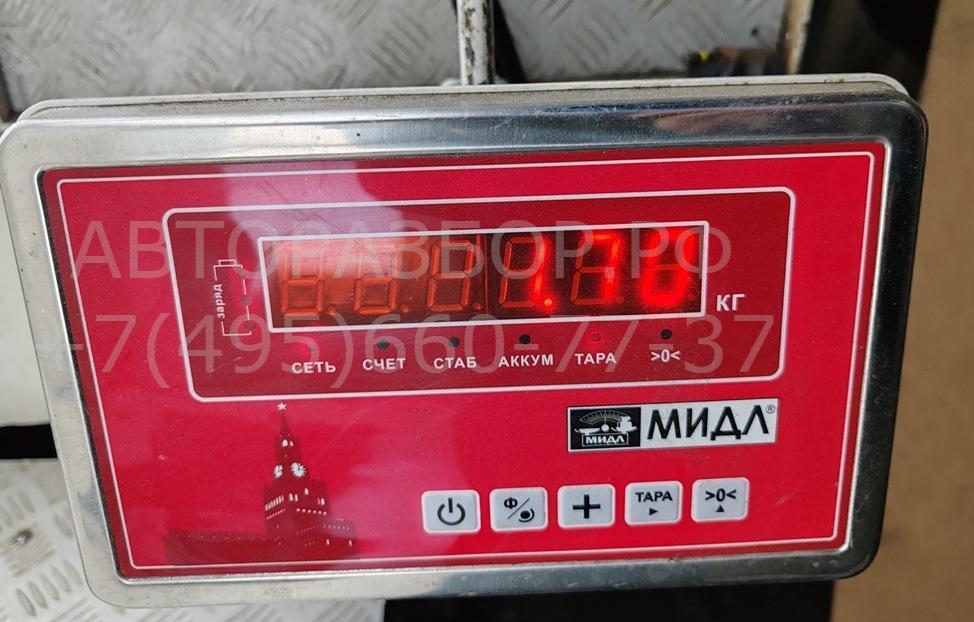 АВТОРАЗБОР.РФ
+7(495)660-77-37
заряд
КГ
СЕТЬ СЧЕТ СТАБ АККУМ ТАРА >0<
МИДЛ МИДЛ®
Ф ТАРА >0<